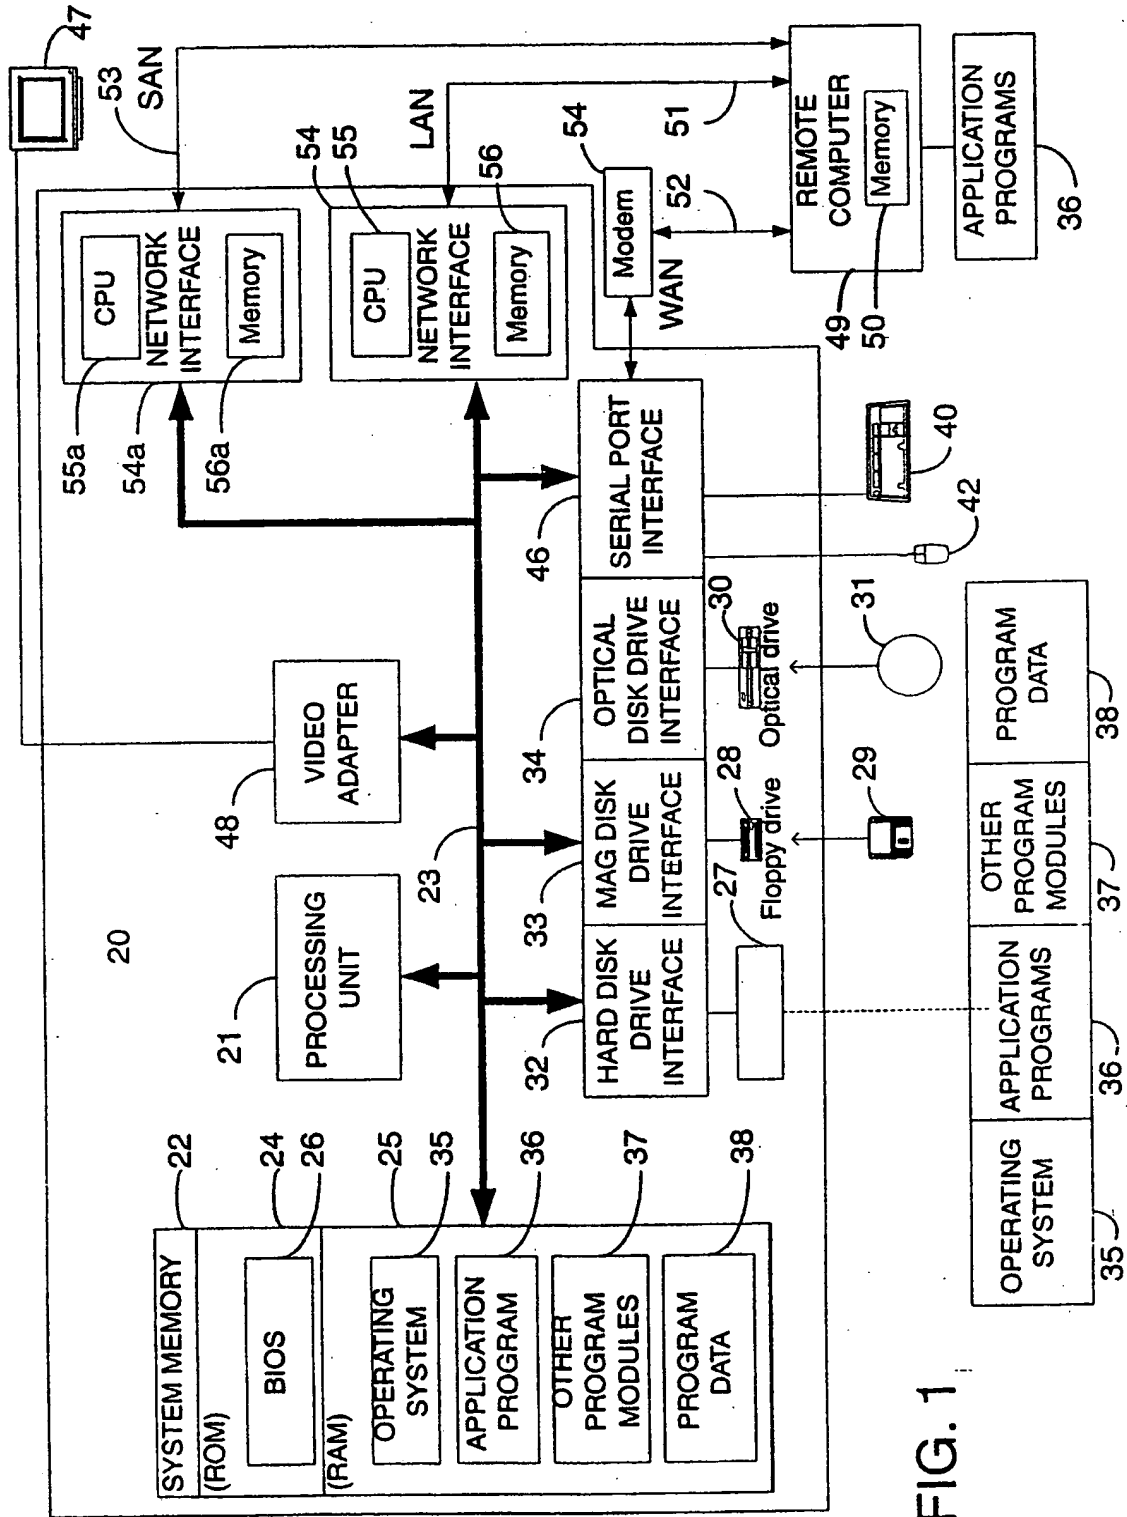 SYSTEM MEMORY
22
(ROM)
24
BIOS
26
(RAM)
25
OPERATING
SYSTEM
35
APPLICATION
PROGRAM
36
OTHER
PROGRAM
MODULES
37
PROGRAM
DATA
38
20
21
PROCESSING
UNIT
48
VIDEO
ADAPTER
23
55a
CPU
54a
NETWORK
INTERFACE
56a
Memory
53
SAN
47
54
55
CPU
NETWORK
INTERFACE
56
Memory
LAN
32
HARD DISK
DRIVE
INTERFACE
33
MAG DISK
DRIVE
INTERFACE
34
OPTICAL
DISK DRIVE
INTERFACE
46
SERIAL PORT
INTERFACE
54
Modem
WAN
52
51
27
28
Floppy drive
30
Optical drive
29
31
42
40
REMOTE
COMPUTER
Memory
49
50
APPLICATION
PROGRAMS
36
OPERATING
SYSTEM
35
APPLICATION
PROGRAMS
36
OTHER
PROGRAM
MODULES
37
PROGRAM
DATA
38
FIG. 1